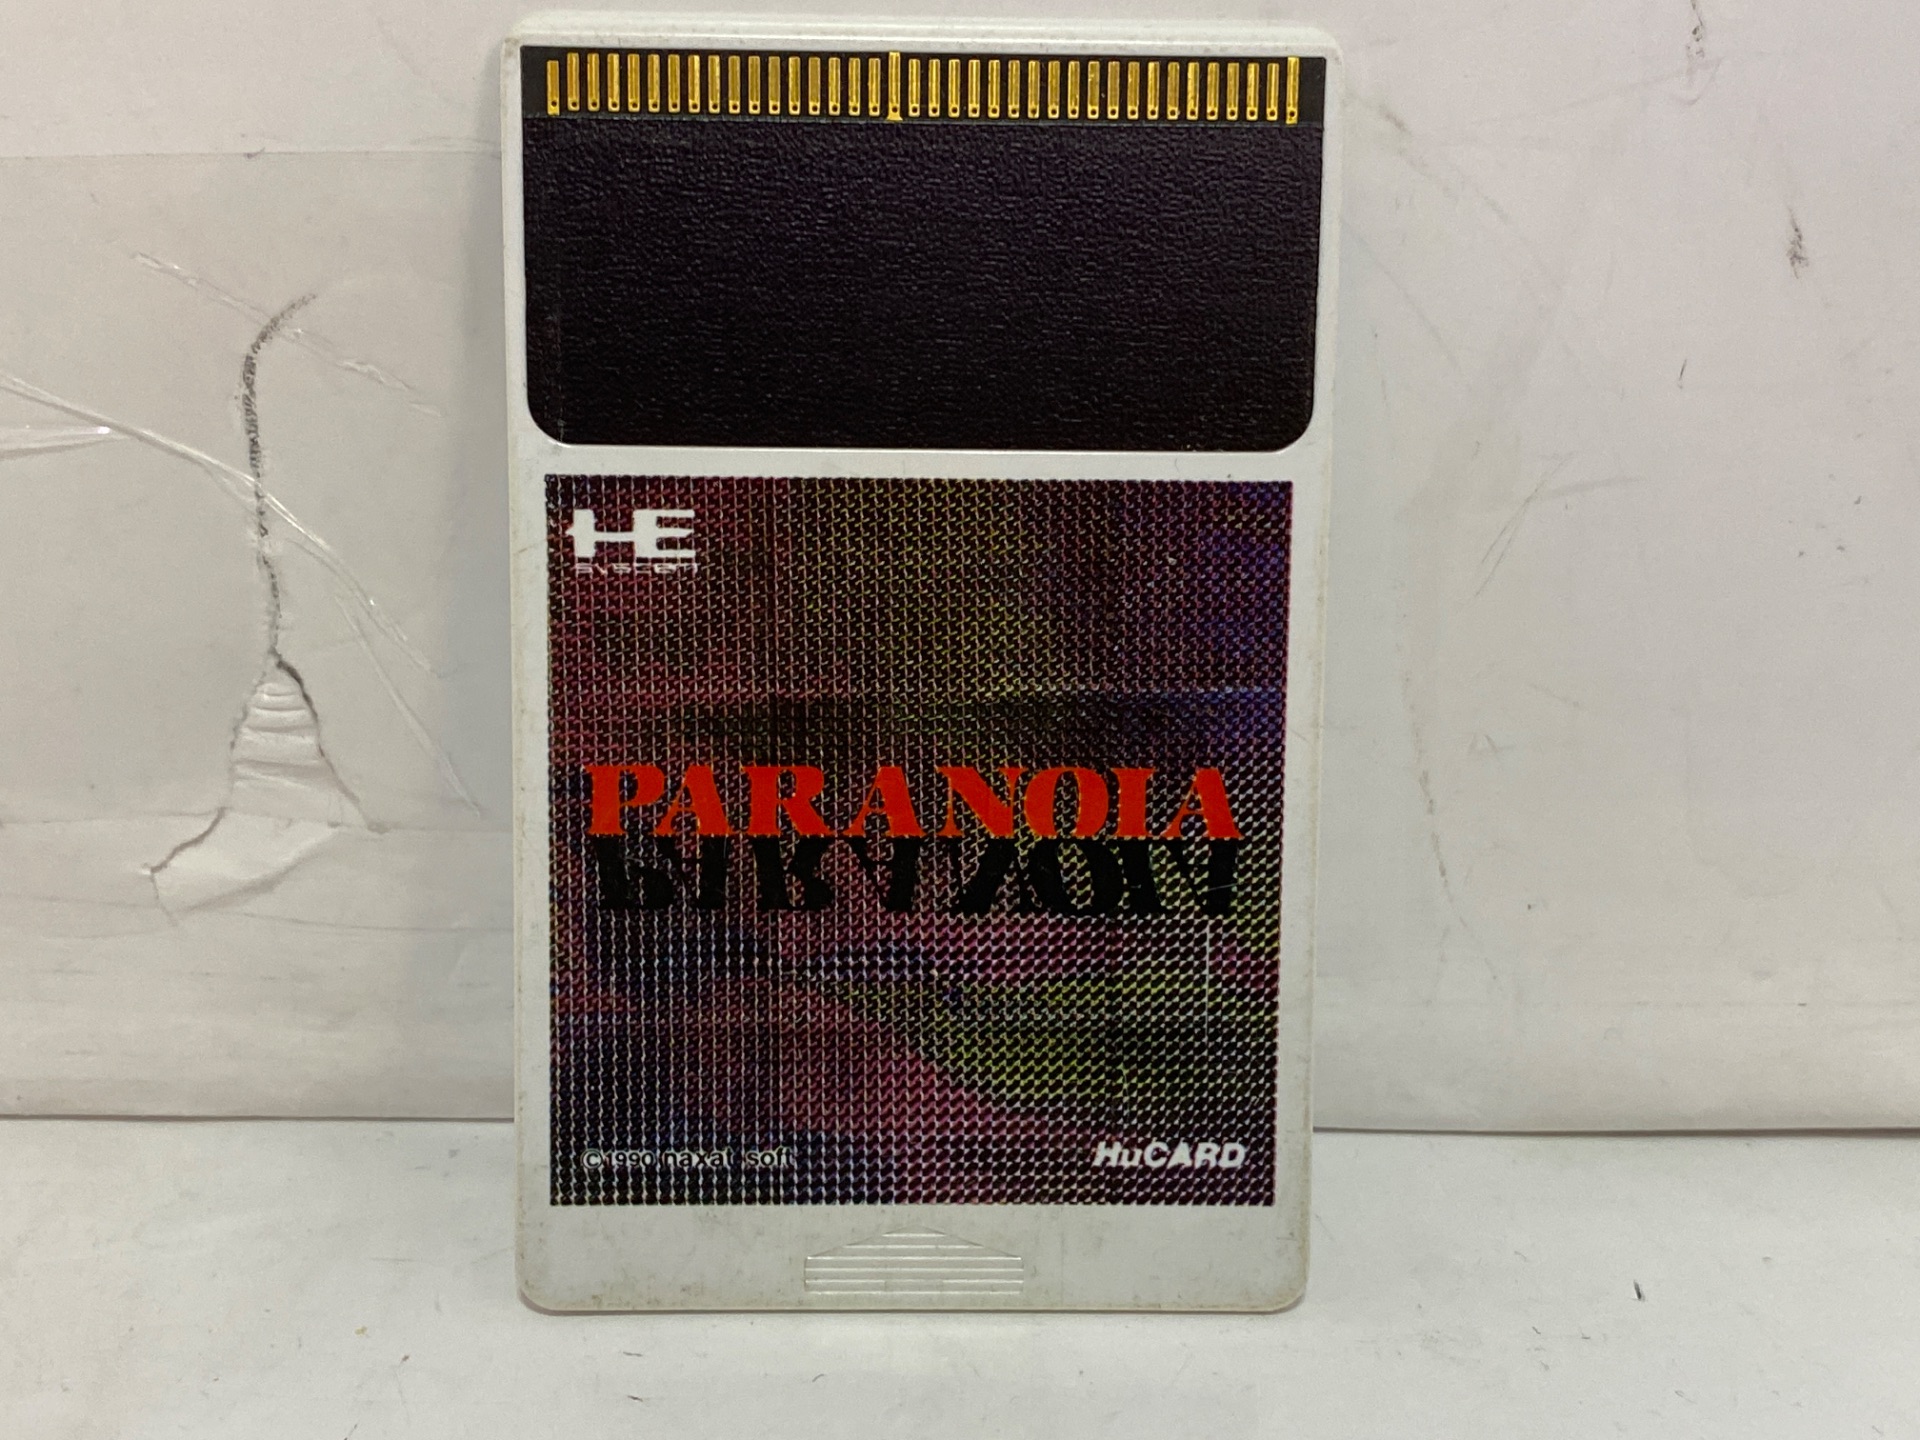 HE
SYSTEM
PARANOIA
©1990 naxat soft
HuCARD